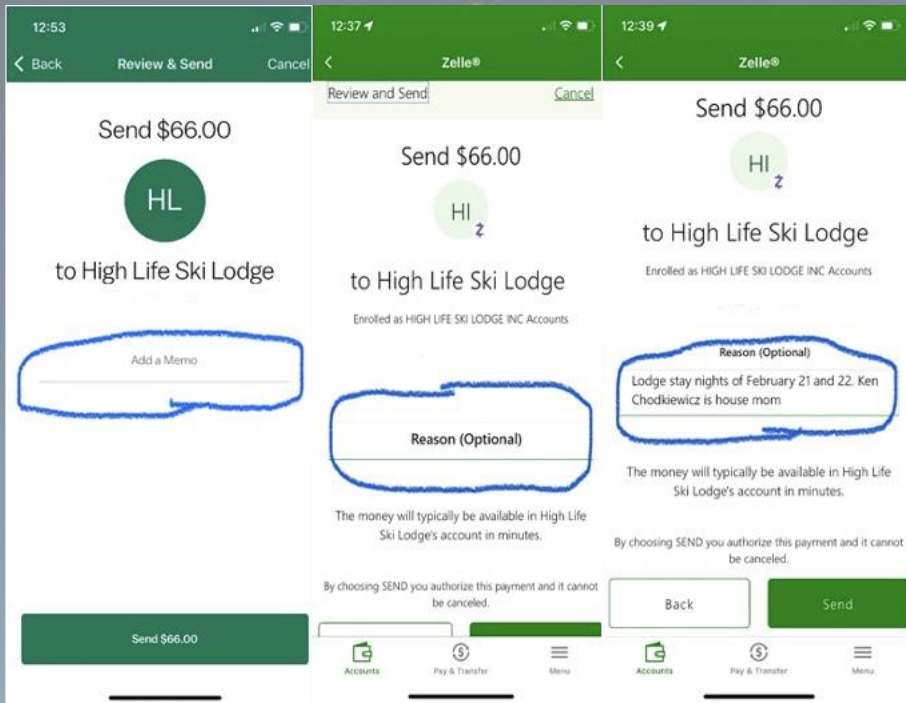 12:53
Back
Review & Send
Cancel
Send $66.00
HL
to High Life Ski Lodge
Add a Memo
Send $66.00
12:37
Zelle®
Review and Send
Cancel
Send $66.00
HI
to High Life Ski Lodge
Enrolled as HIGH LIFE SKI LODGE INC Accounts
Reason (Optional)
The money will typically be available in High Life
Ski Lodge's account in minutes.
By choosing SEND you authorize this payment and it cannot
be canceled.
Accounts
Pay & Transfer
Menu
12:39
Zelle®
Send $66.00
HI
to High Life Ski Lodge
Enrolled as HIGH LIFE SKI LODGE INC Accounts
Reason (Optional)
Lodge stay nights of February 21 and 22. Ken
Chodkiewicz is house mom
The money will typically be available in High Life
Ski Lodge's account in minutes.
By choosing SEND you authorize this payment and it cannot
be canceled.
Back
Send
Accounts
Pay & Transfer
Menu